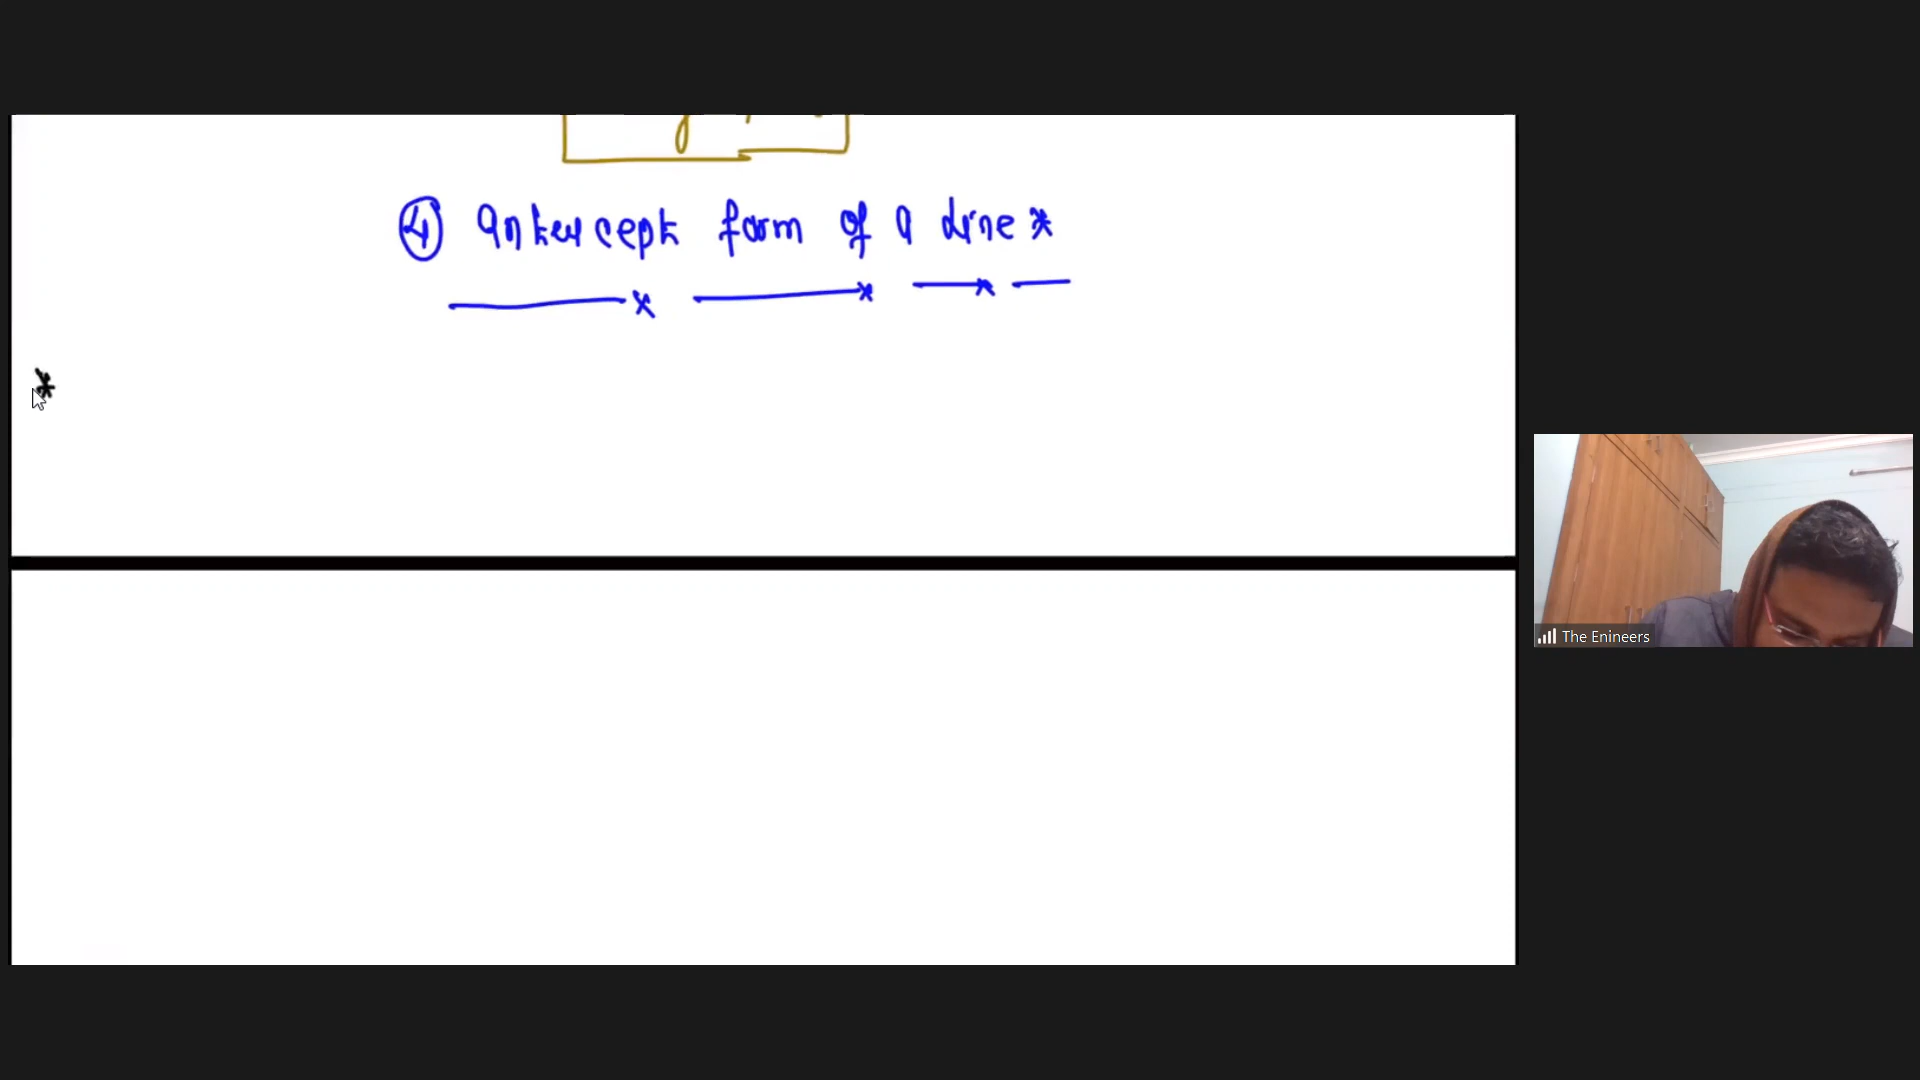 ④ Intercept form of a Line *
The Enineers